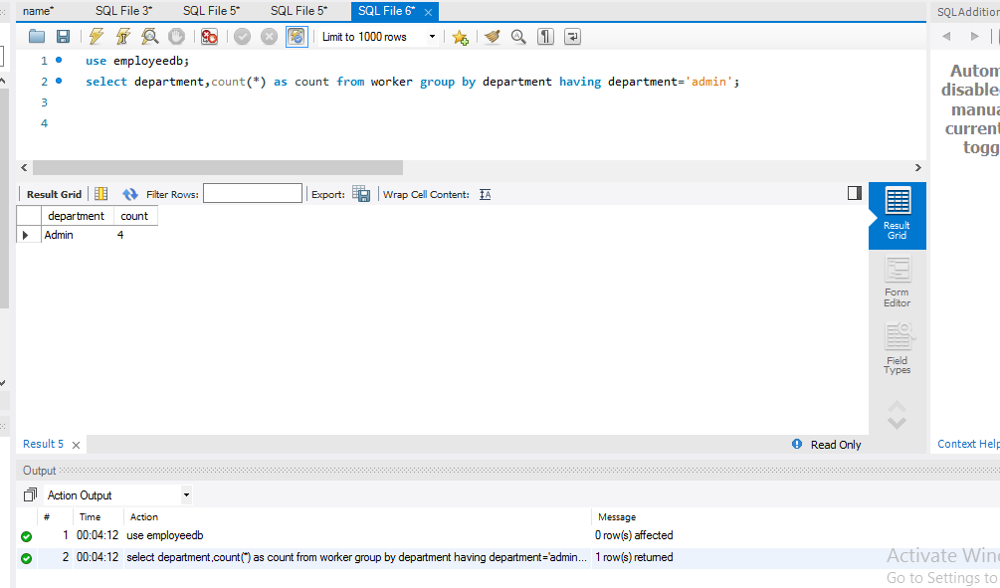 name* SQL File 3* SQL File 5* SQL File 5* SQL File 6* SQLAddition
Limit to 1000 rows
1 use employeedb;
2 select department,count(*) as count from worker group by department having department='admin';
3
4
Autom
disable
manua
current
togg
Result Grid Filter Rows: Export: Wrap Cell Content:
department count
Admin 4
Result
Grid
Form
Editor
Field
Types
Result 5 Read Only Context Help
Output
Action Output
# Time Action Message
1 00:04:12 use employeedb 0 row(s) affected
2 00:04:12 select department,count(*) as count from worker group by department having department='admin... 1 row(s) returned
Activate Wind
Go to Settings to